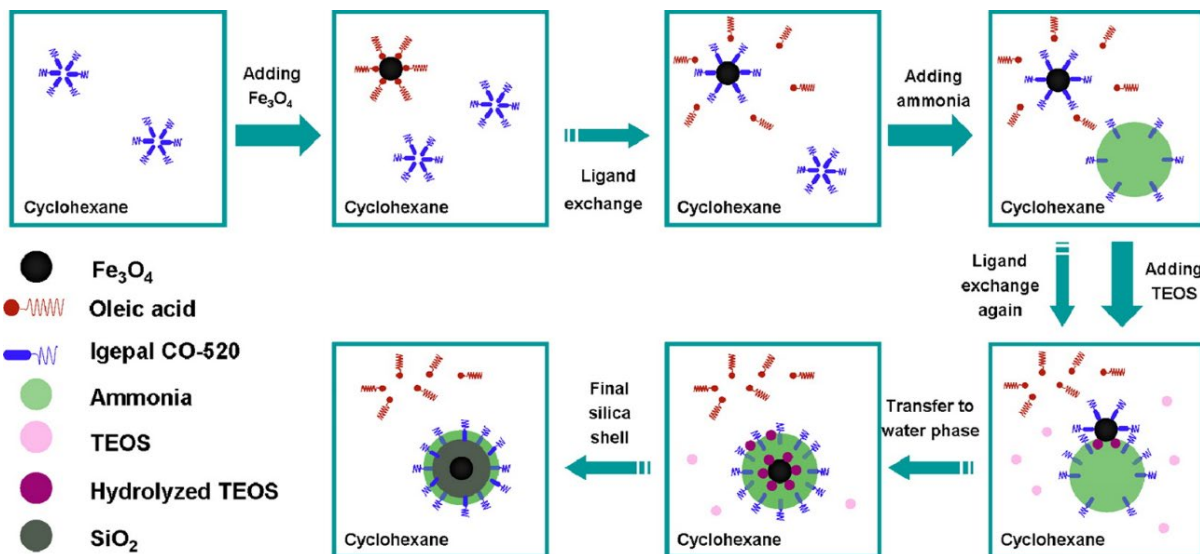 Cyclohexane
Adding
Fe₃O₄
Cyclohexane
Ligand
exchange
Cyclohexane
Adding
ammonia
Cyclohexane
Fe₃O₄
Oleic acid
Igepal CO-520
Ammonia
TEOS
Hydrolyzed TEOS
SiO₂
Ligand
exchange
again
Adding
TEOS
Cyclohexane
Transfer to
water phase
Cyclohexane
Final
silica
shell
Cyclohexane